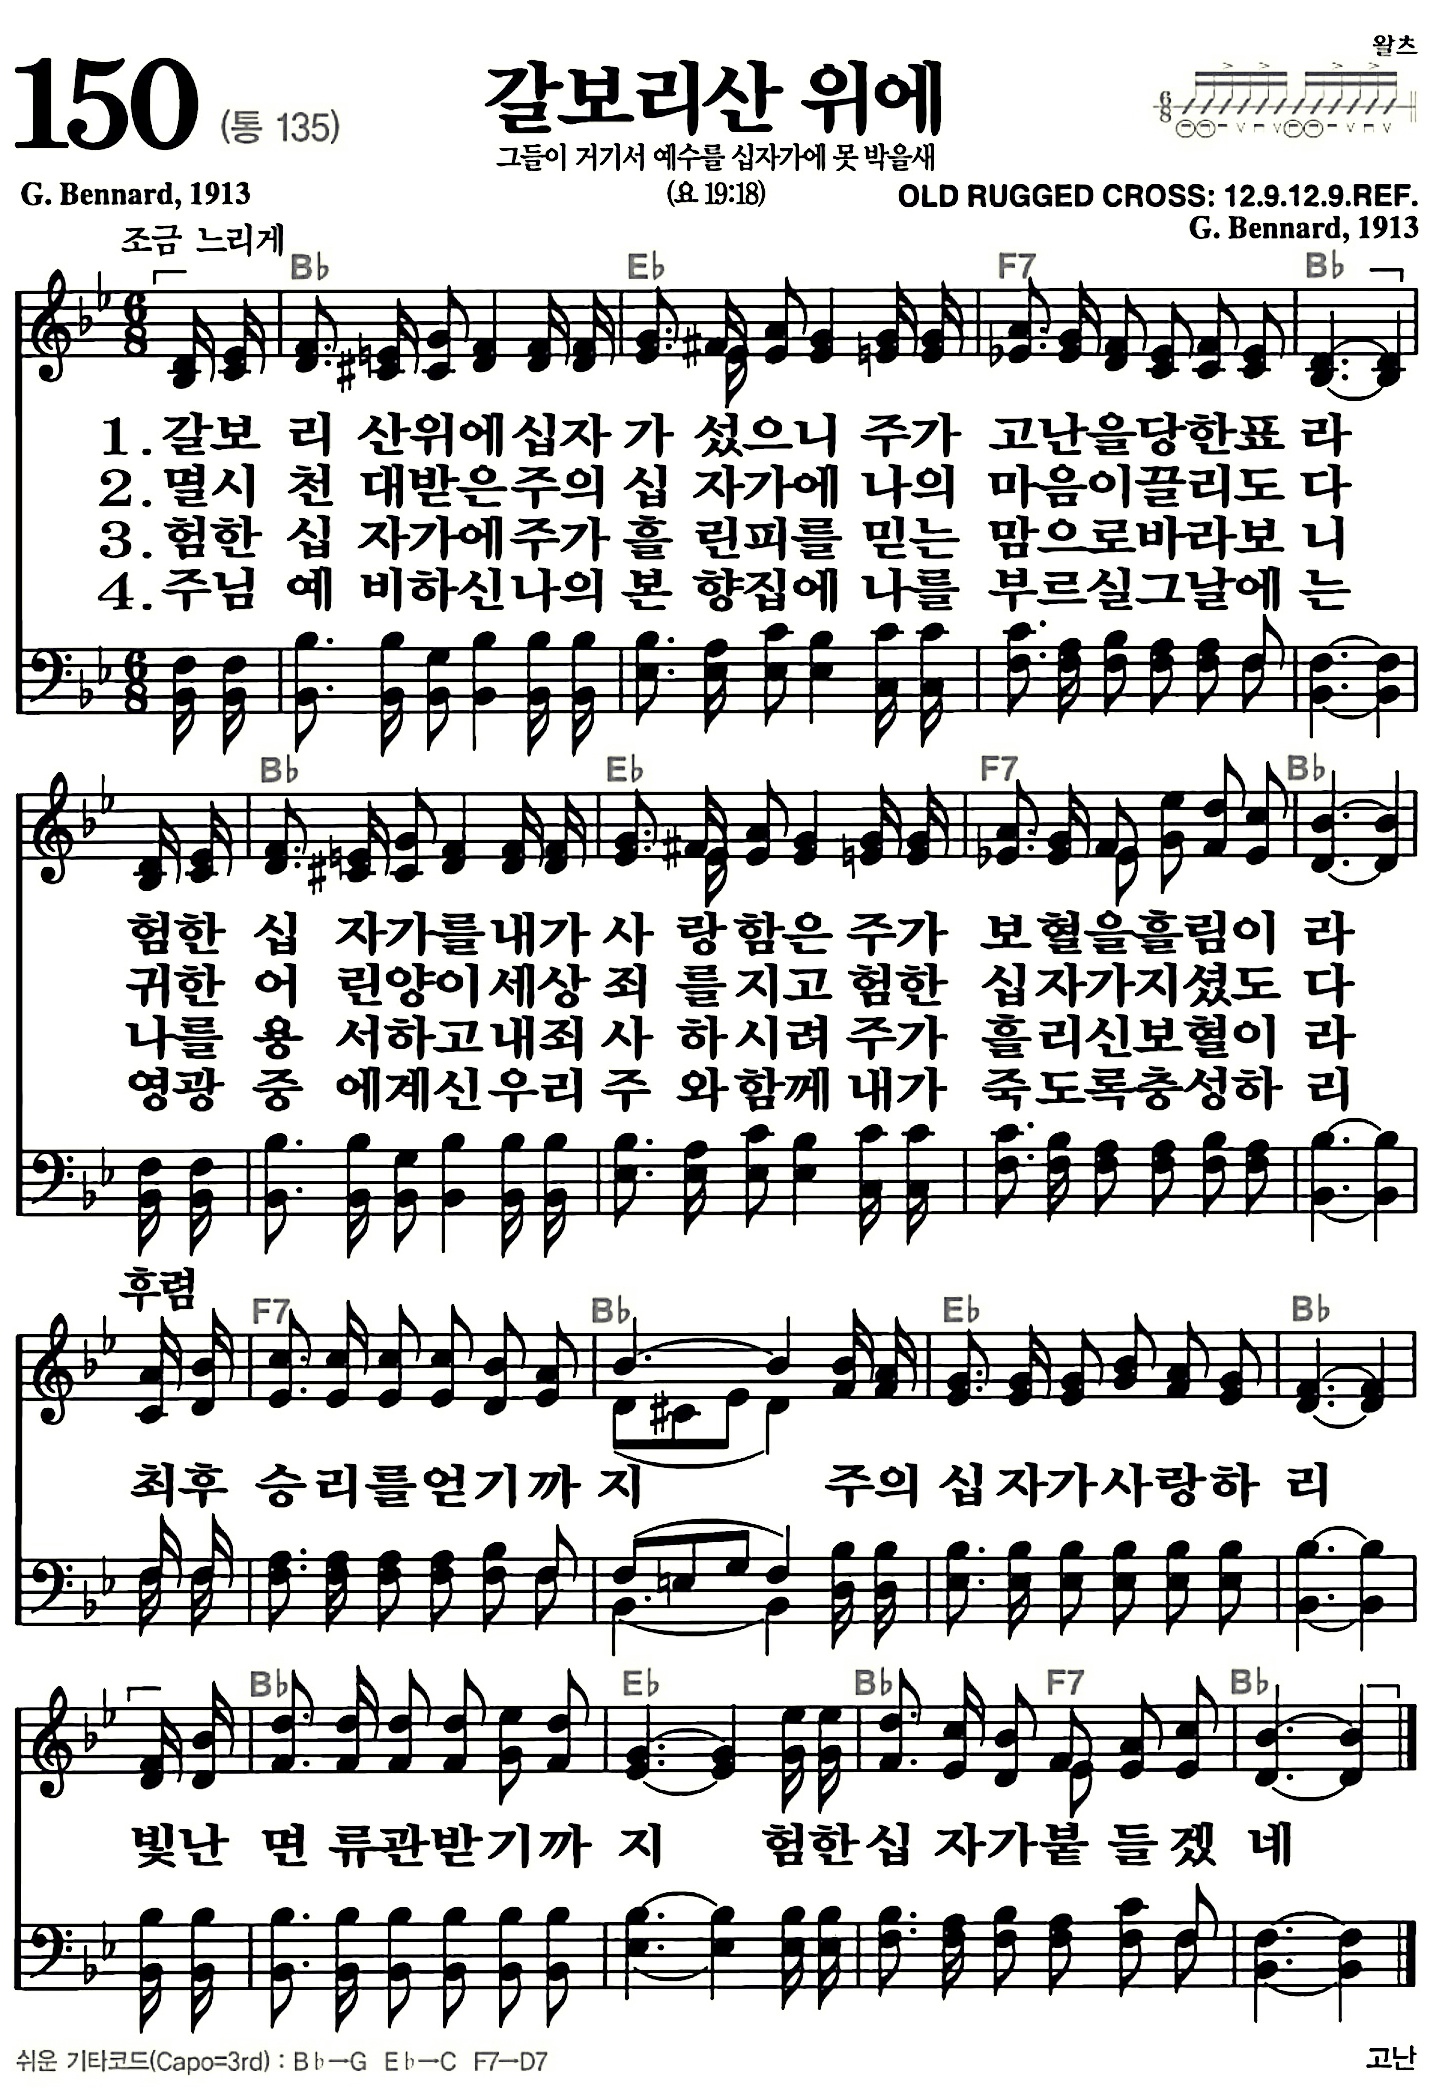 왈츠
150 (통 135)
갈보리산 위에
그들이 거기서 예수를 십자가에 못 박을새
(요 19:18)
G. Bennard, 1913
OLD RUGGED CROSS: 12.9.12.9.REF.
G. Bennard, 1913
조금 느리게
B♭ E♭ F7 B♭
1. 갈보 리 산위에십자 가 섰으니 주가 고난을당한표 라
2. 멸시 천 대받은주의 십 자가에 나의 마음이끌리도 다
3. 험한 십 자가에주가 흘 린피를 믿는 맘으로바라보 니
4. 주님 예 비하신나의 본 향집에 나를 부르실그날에 는
B♭ E♭ F7 B♭
험한 십 자가를내가 사 랑함은 주가 보혈을흘림이 라
귀한 어 린양이세상 죄 를지고 험한 십자가지셨도 다
나를 용 서하고내죄 사 하시려 주가 흘리신보혈이 라
영광 중 에계신우리 주 와함께 내가 죽도록충성하 리
후렴
F7 B♭ E♭ B♭
최후 승리를얻기까 지 주의 십자가사랑하 리
B♭ E♭ B♭ F7 B♭
빛난 면 류관받기까 지 험한십 자가붙 들겠 네
쉬운 기타코드(Capo=3rd) : B♭→G E♭→C F7→D7
고난